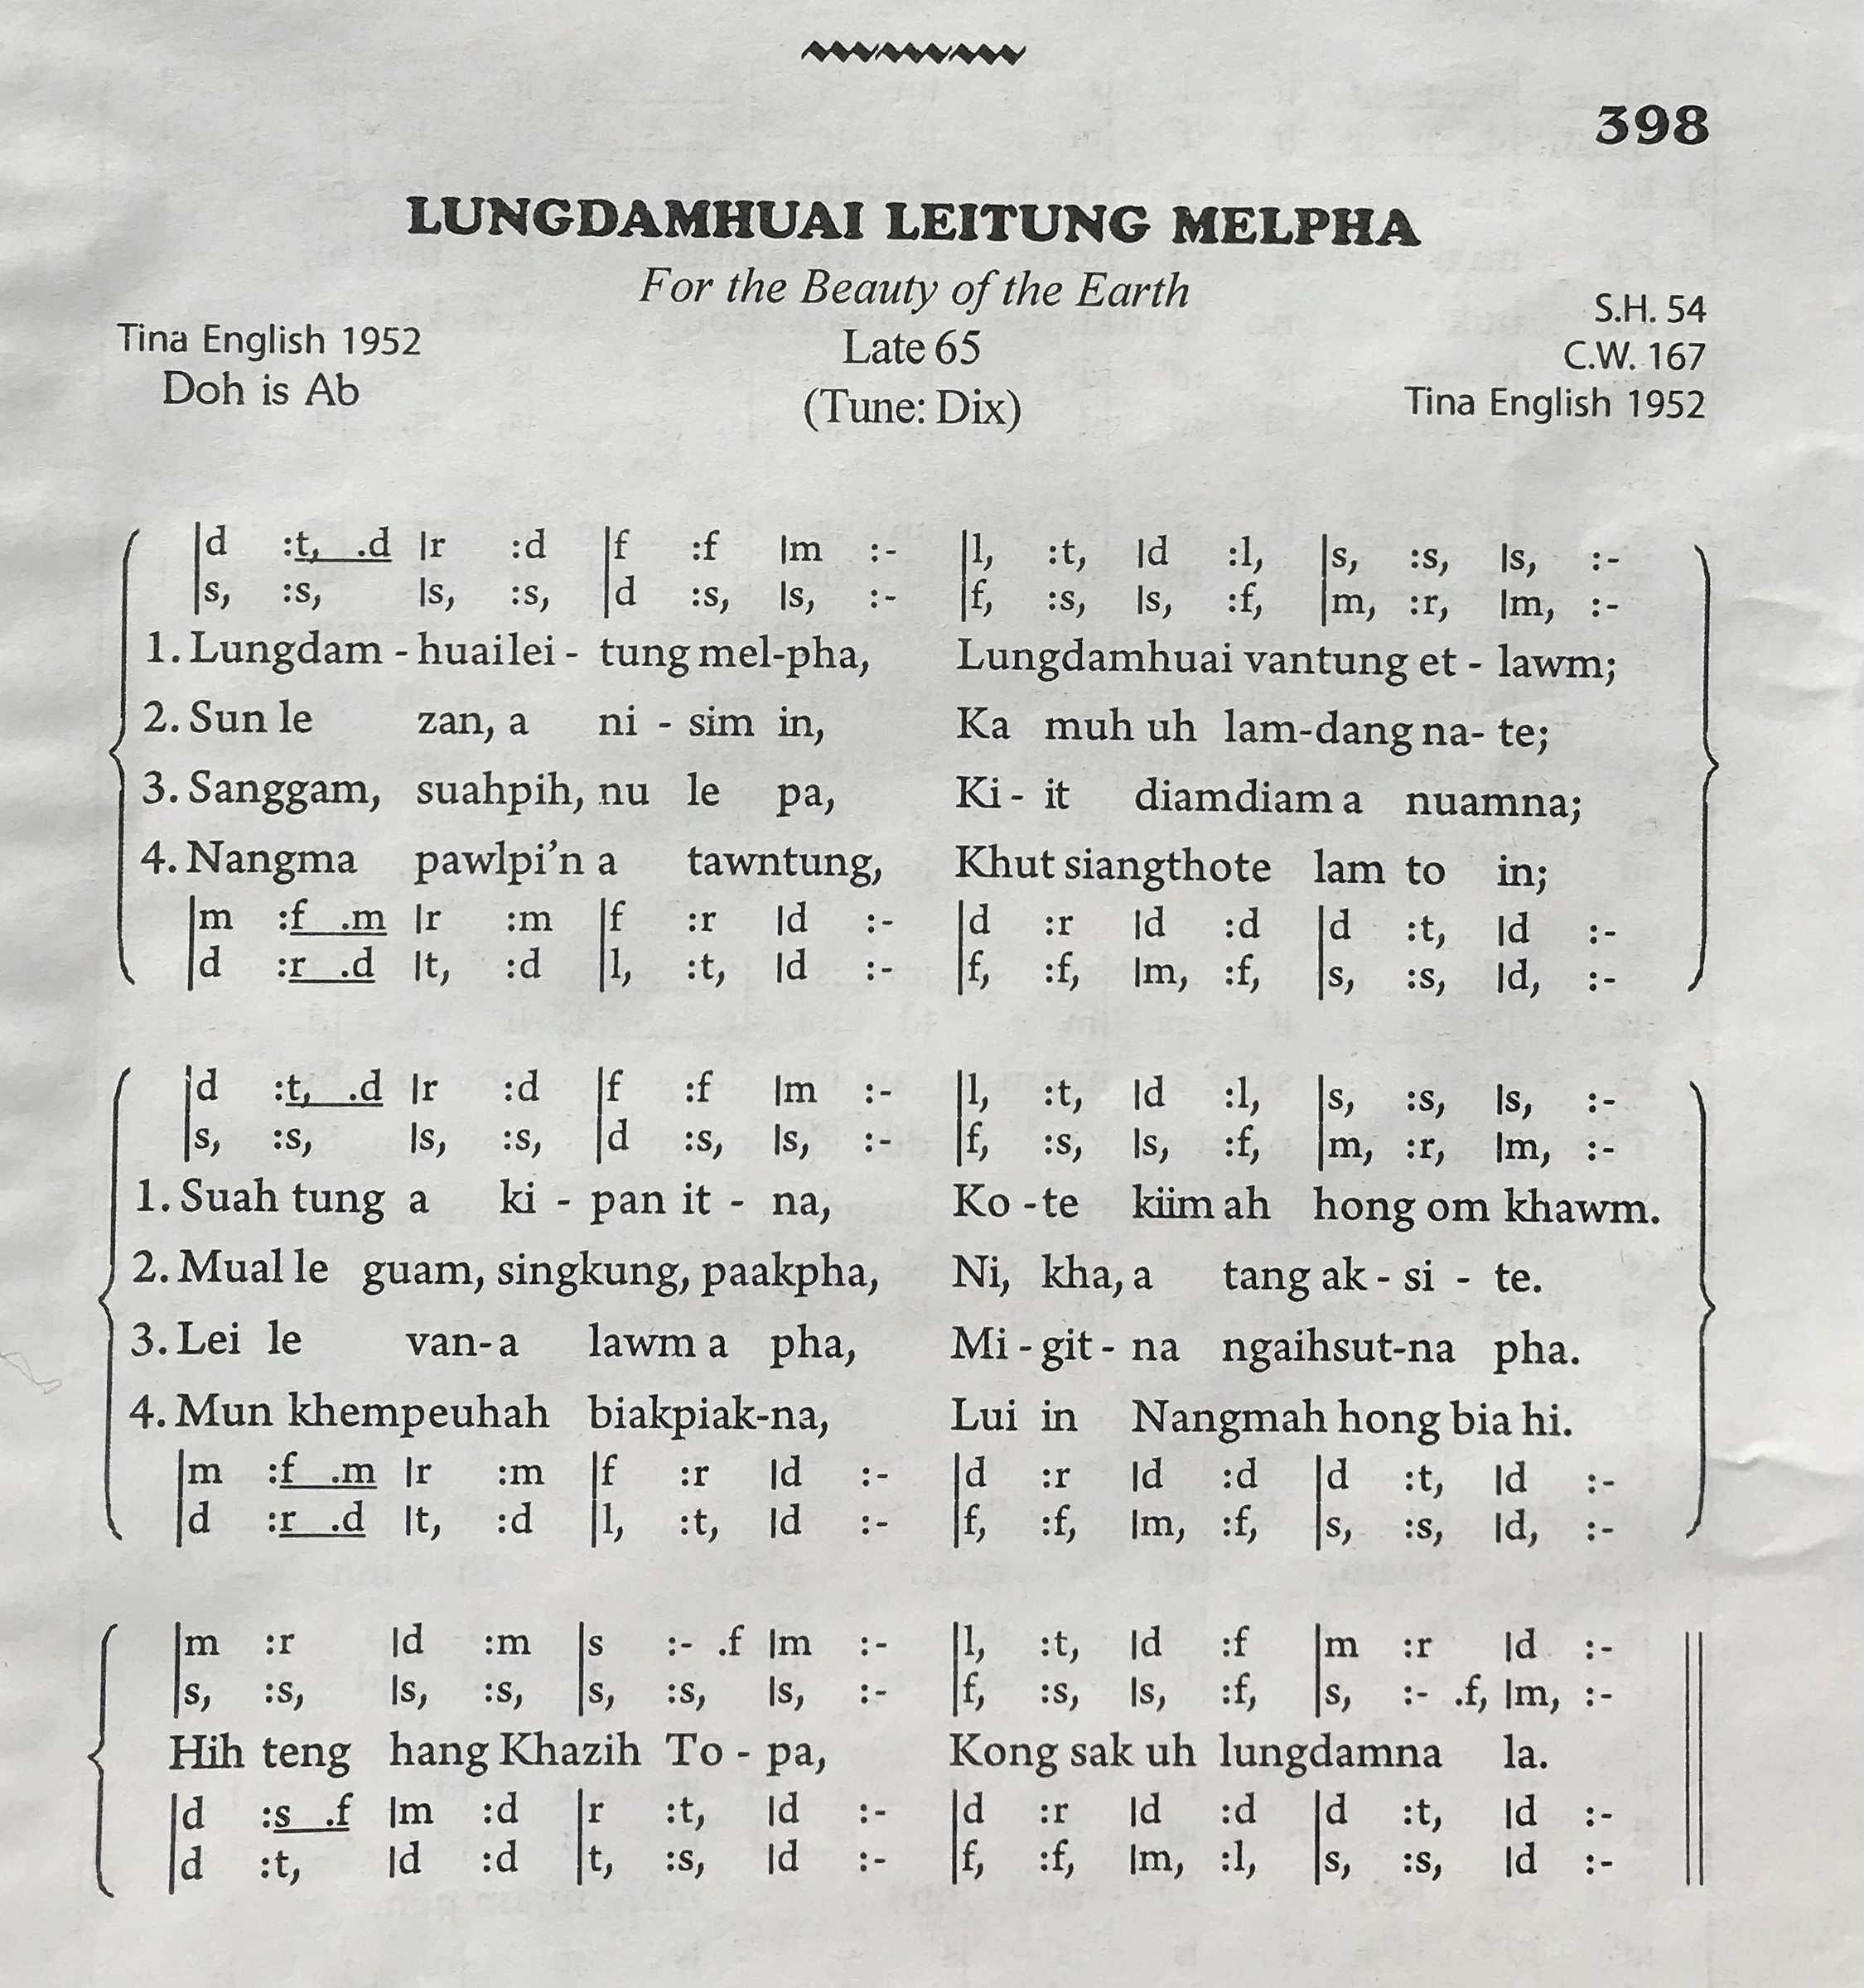 398
LUNGDAMHUAI LEITUNG MELPHA
For the Beauty of the Earth
Tina English 1952
Doh is Ab
Late 65
(Tune: Dix)
S.H. 54
C.W. 167
Tina English 1952
|d :t, .d |r :d |f :f |m :- |l, :t, |d :l, |s, :s, |s, :-
|s, :s, |s, :s, |d :s, |s, :- |f, :s, |s, :f, |m, :r, |m, :-
1. Lungdam - huai lei - tung mel-pha, Lungdamhuai vantung et - lawm;
2. Sun le zan, a ni - sim in, Ka muh uh lam-dang na- te;
3. Sanggam, suahpih, nu le pa, Ki - it diamdiam a nuamna;
4. Nangma pawlpi’n a tawntung, Khut siangthote lam to in;
|m :f .m |r :m |f :r |d :- |d :r |d :d |d :t, |d :-
|d :r .d |t, :d |l, :t, |d :- |f, :f, |m, :f, |s, :s, |d, :-
|d :t, .d |r :d |f :f |m :- |l, :t, |d :l, |s, :s, |s, :-
|s, :s, |s, :s, |d :s, |s, :- |f, :s, |s, :f, |m, :r, |m, :-
1. Suah tung a ki - pan it - na, Ko - te kiim ah hong om khawm.
2. Mual le guam, singkung, paakpha, Ni, kha, a tang ak - si - te.
3. Lei le van- a lawm a pha, Mi - git - na ngaihsut-na pha.
4. Mun khempeuhah biakpiak-na, Lui in Nangmah hong bia hi.
|m :f .m |r :m |f :r |d :- |d :r |d :d |d :t, |d :-
|d :r .d |t, :d |l, :t, |d :- |f, :f, |m, :f, |s, :s, |d, :-
|m :r |d :m |s :- .f |m :- |l, :t, |d :f |m :r |d :-
|s, :s, |s, :s, |s, :s, |s, :- |f, :s, |s, :f, |s, :- .f, |m, :-
Hih teng hang Khazih To - pa, Kong sak uh lungdamna la.
|d :s .f |m :d |r :t, |d :- |d :r |d :d |d :t, |d :-
|d :t, |d :d |t, :s, |d :- |f, :f, |m, :l, |s, :s, |d :-